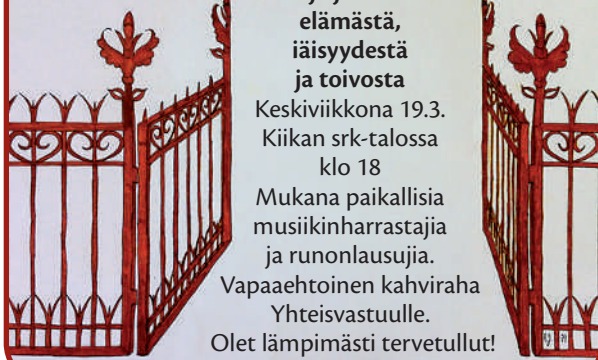 elämästä,
iäisyydestä
ja toivosta
Keskiviikkona 19.3.
Kiikan srk-talossa
klo 18
Mukana paikallisia
musiikinharrastajia
ja runonlausujia.
Vapaaehtoinen kahviraha
Yhteisvastuulle.
Olet lämpimästi tervetullut!